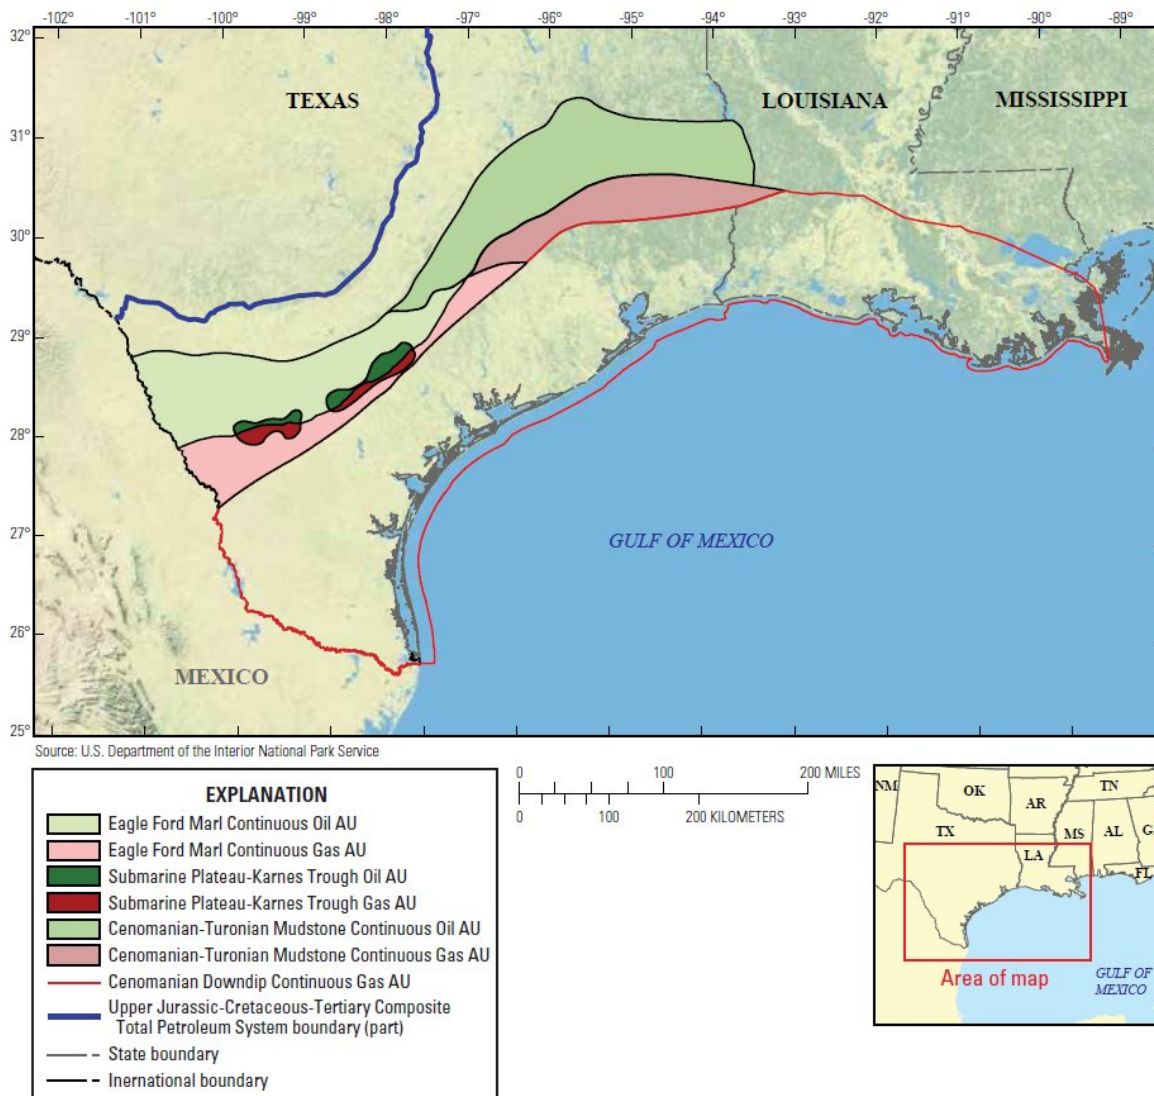 -102 -101 -100 -99 -98 -97 -96 -95 -94 -93 -92 -91 -90 -89
32°
TEXAS LOUISIANA MISSISSIPPI
31°
30°
29°
28°
27°
GULF OF MEXICO
26°
MEXICO
25°
Source: U.S. Department of the Interior National Park Service
EXPLANATION
Eagle Ford Marl Continuous Oil AU
Eagle Ford Marl Continuous Gas AU
Submarine Plateau-Karnes Trough Oil AU
Submarine Plateau-Karnes Trough Gas AU
Cenomanian-Turonian Mudstone Continuous Oil AU
Cenomanian-Turonian Mudstone Continuous Gas AU
Cenomanian Downdip Continuous Gas AU
Upper Jurassic-Cretaceous-Tertiary Composite
Total Petroleum System boundary (part)
State boundary
Inernational boundary
0 100 200 MILES
0 100 200 KILOMETERS
NM OK AR TN
TX MS AL G
LA
FL
Area of map
GULF OF
MEXICO